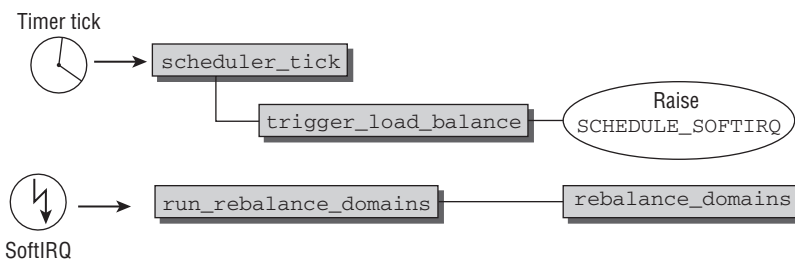 Timer tick
scheduler_tick
trigger_load_balance
Raise
SCHEDULE_SOFTIRQ
run_rebalance_domains
rebalance_domains
SoftIRQ